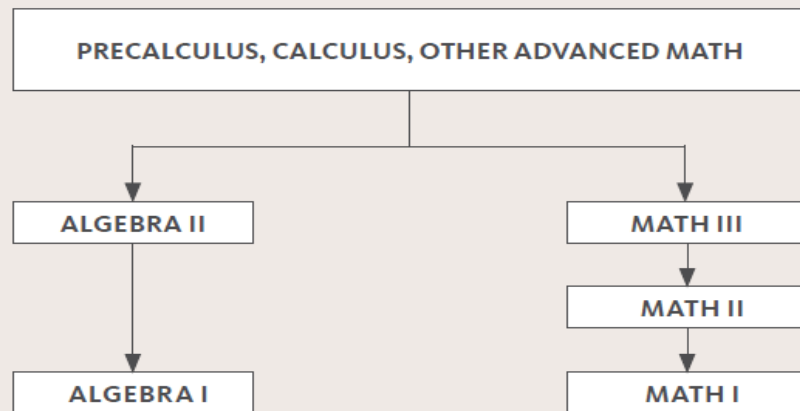 PRECALCULUS, CALCULUS, OTHER ADVANCED MATH
ALGEBRA II
MATH III
MATH II
ALGEBRA I
MATH I